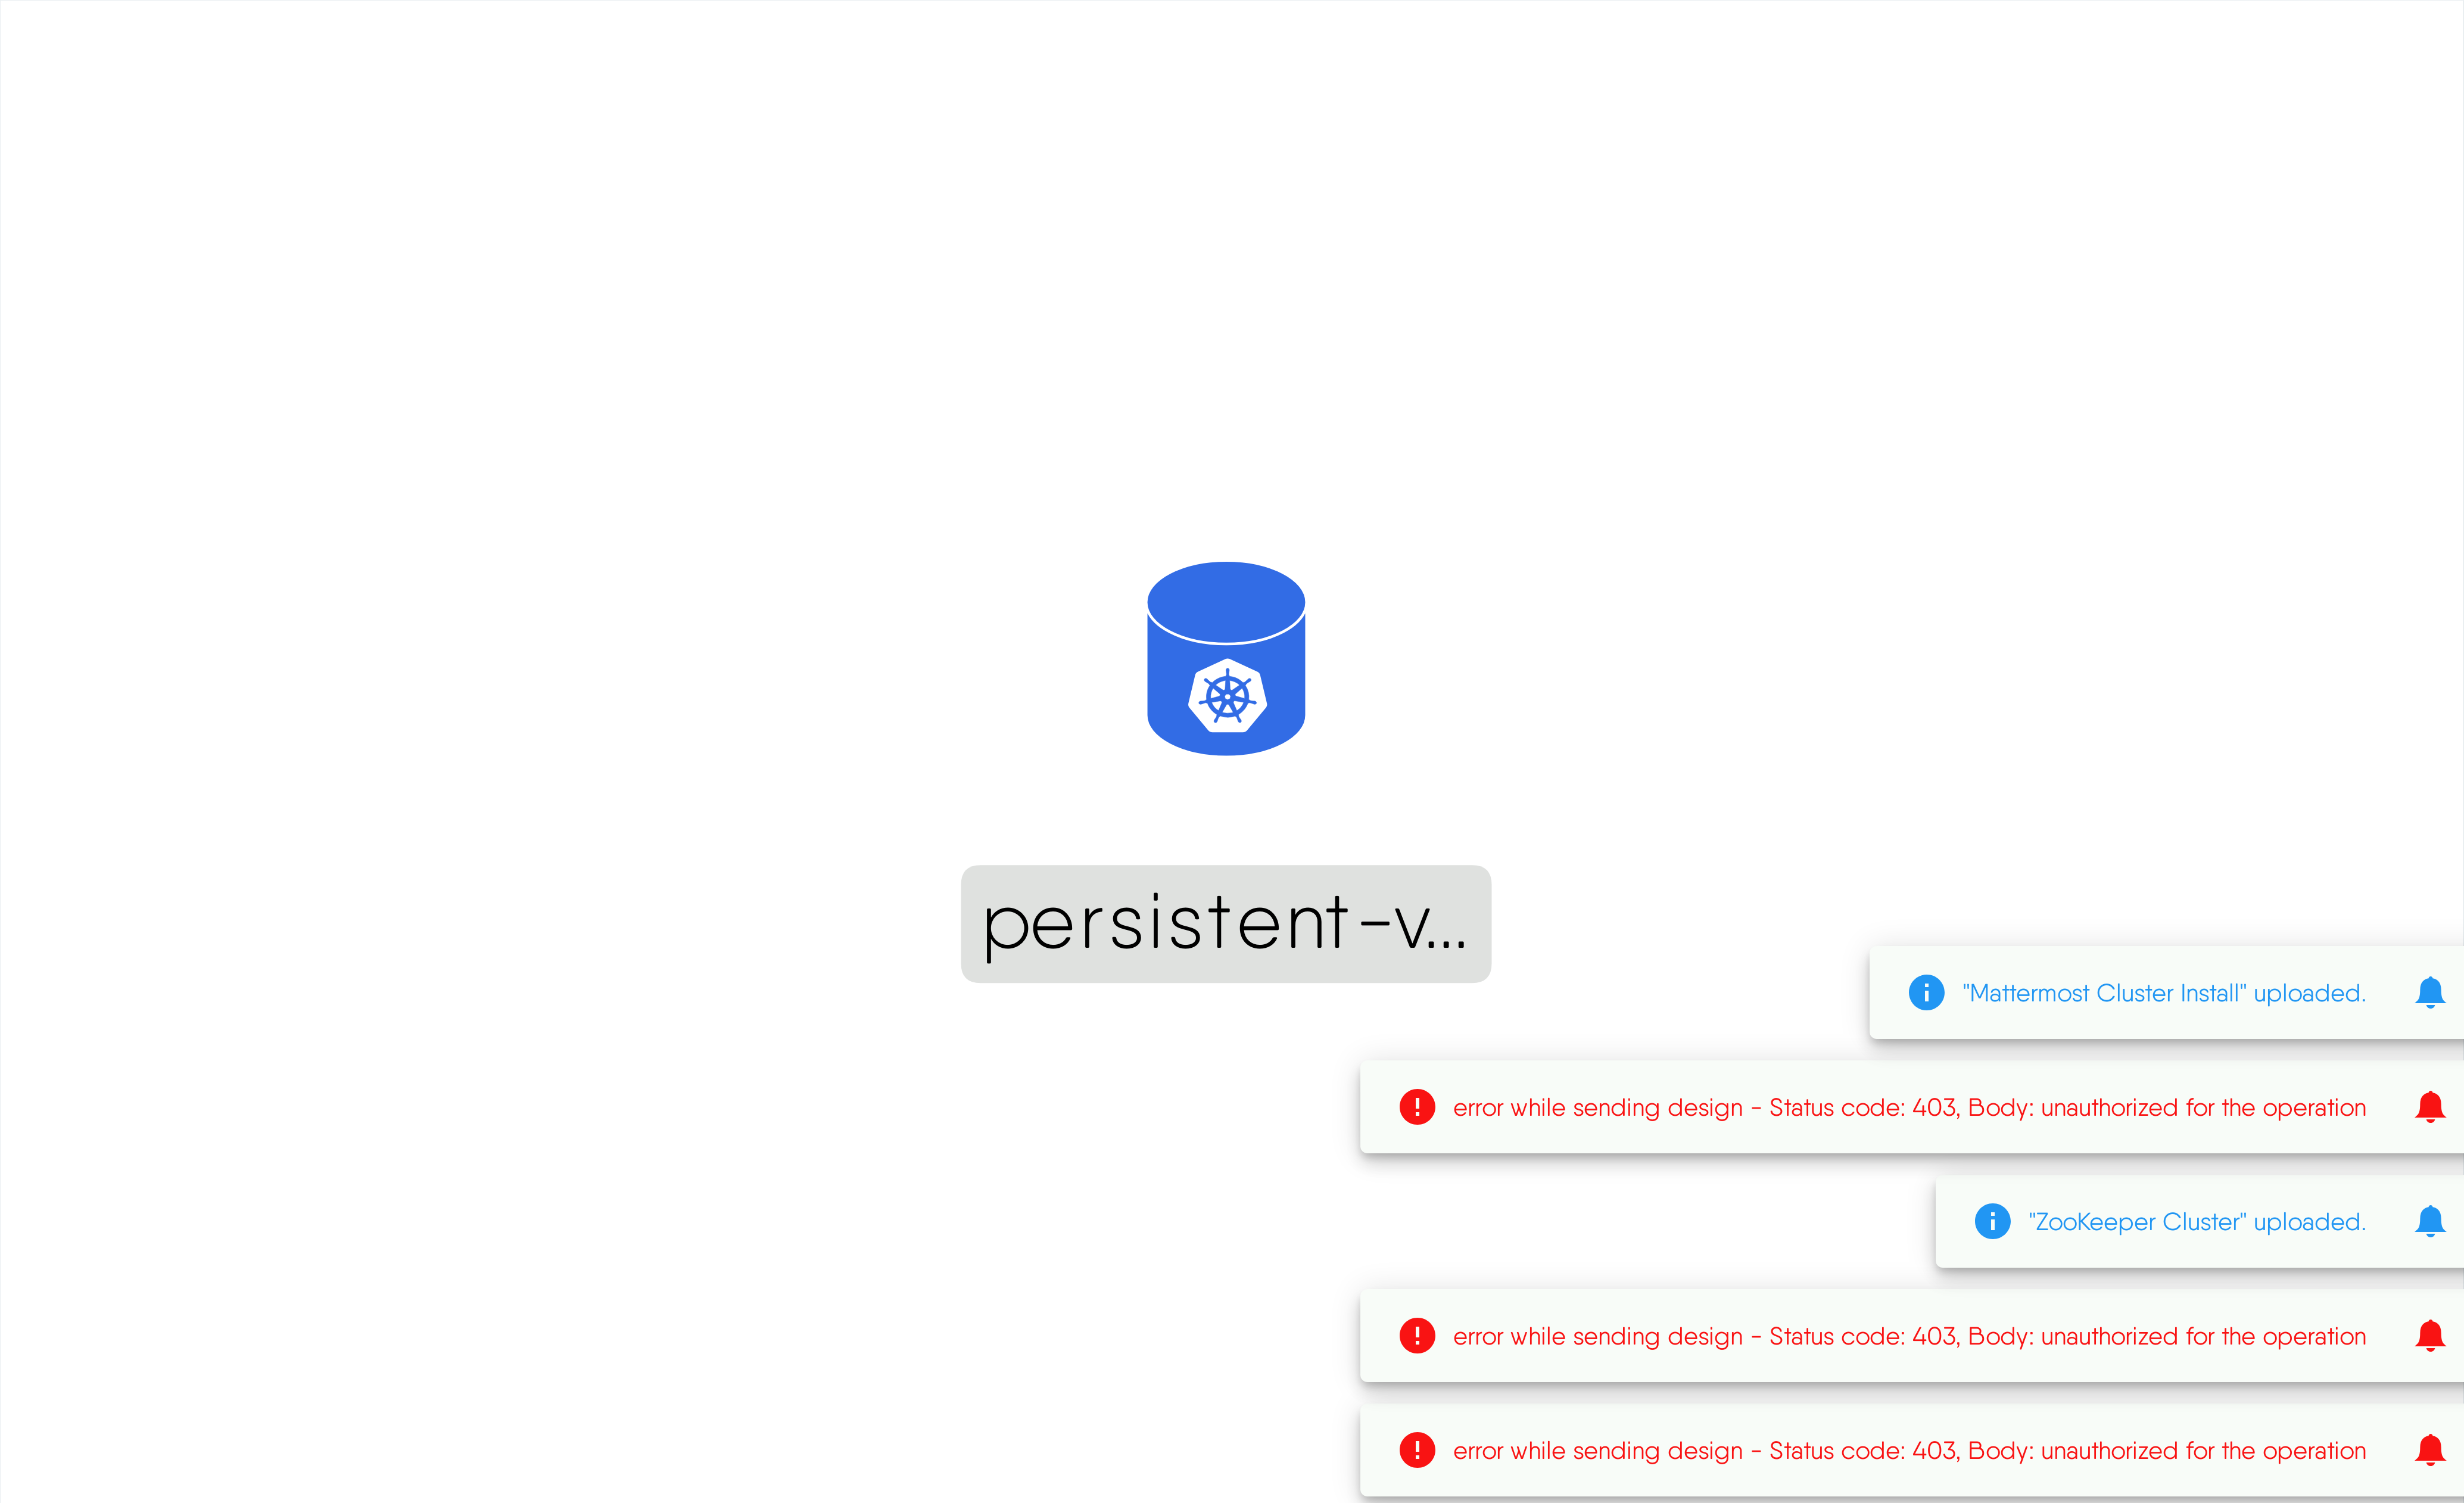 persistent-v...
"Mattermost Cluster Install" uploaded.
error while sending design - Status code: 403, Body: unauthorized for the operation
"ZooKeeper Cluster" uploaded.
error while sending design - Status code: 403, Body: unauthorized for the operation
error while sending design - Status code: 403, Body: unauthorized for the operation